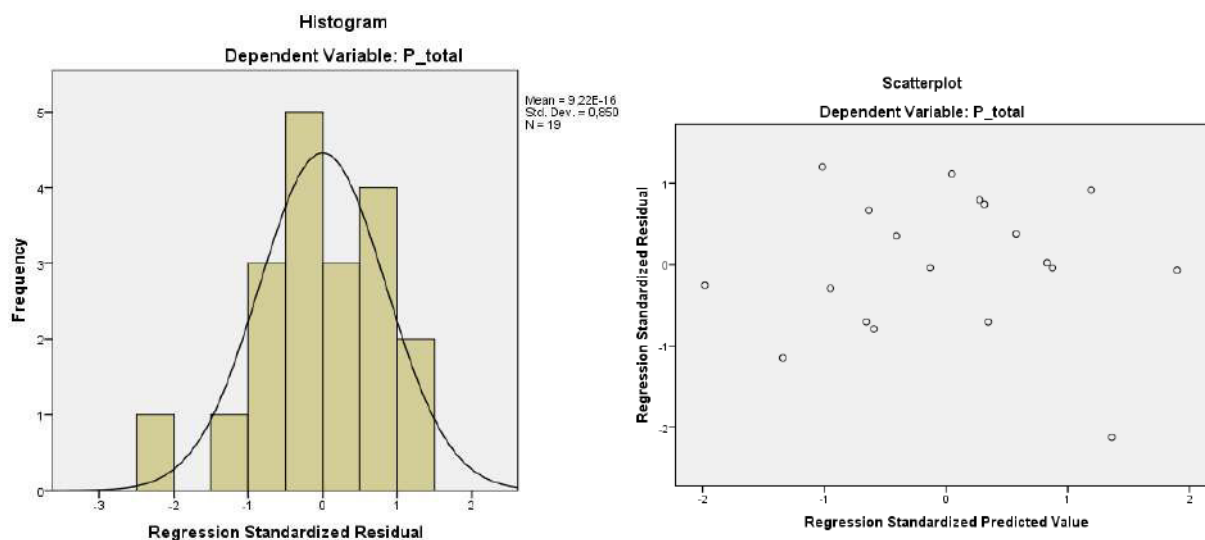 Histogram
Dependent Variable: P_total
Mean = 9,22E-16
Std. Dev. = 0,850
N = 19
Frequency
5
4
3
2
1
0
-3
-2
-1
0
1
2
Regression Standardized Residual
Scatterplot
Dependent Variable: P_total
Regression Standardized Residual
1
0
-1
-2
-2
-1
0
1
2
Regression Standardized Predicted Value